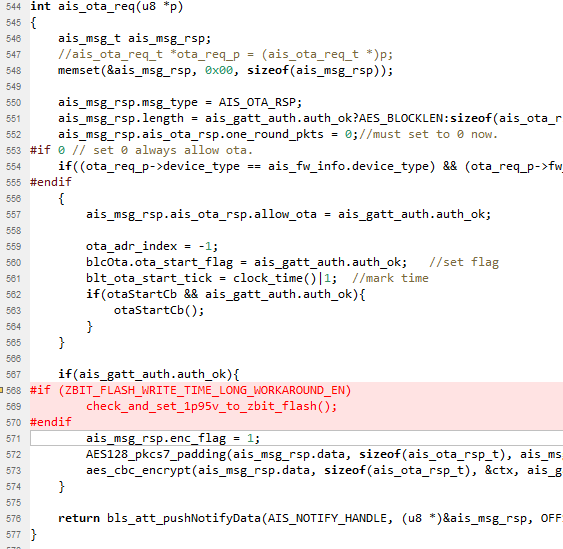 544 int ais_ota_req(u8 *p)
545 {
546     ais_msg_t ais_msg_rsp;
547     //ais_ota_req_t *ota_req_p = (ais_ota_req_t *)p;
548     memset(&ais_msg_rsp, 0x00, sizeof(ais_msg_rsp));
549
550     ais_msg_rsp.msg_type = AIS_OTA_RSP;
551     ais_msg_rsp.length = ais_gatt_auth.auth_ok?AES_BLOCKLEN:sizeof(ais_ota_r
552     ais_msg_rsp.ais_ota_rsp.one_round_pkts = 0;//must set to 0 now.
553 #if 0 // set 0 always allow ota.
554     if((ota_req_p->device_type == ais_fw_info.device_type) && (ota_req_p->fw_
555 #endif
556     {
557         ais_msg_rsp.ais_ota_rsp.allow_ota = ais_gatt_auth.auth_ok;
558
559         ota_adr_index = -1;
560         blcOta.ota_start_flag = ais_gatt_auth.auth_ok;   //set flag
561         blt_ota_start_tick = clock_time()|1;  //mark time
562         if(otaStartCb && ais_gatt_auth.auth_ok){
563             otaStartCb();
564         }
565     }
566
567     if(ais_gatt_auth.auth_ok){
568 #if (ZBIT_FLASH_WRITE_TIME_LONG_WORKAROUND_EN)
569         check_and_set_1p95v_to_zbit_flash();
570 #endif
571         ais_msg_rsp.enc_flag = 1;
572         AES128_pkcs7_padding(ais_msg_rsp.data, sizeof(ais_ota_rsp_t), ais_ms
573         aes_cbc_encrypt(ais_msg_rsp.data, sizeof(ais_ota_rsp_t), &ctx, ais_g
574     }
575
576     return bls_att_pushNotifyData(AIS_NOTIFY_HANDLE, (u8 *)&ais_msg_rsp, OFF
577 }